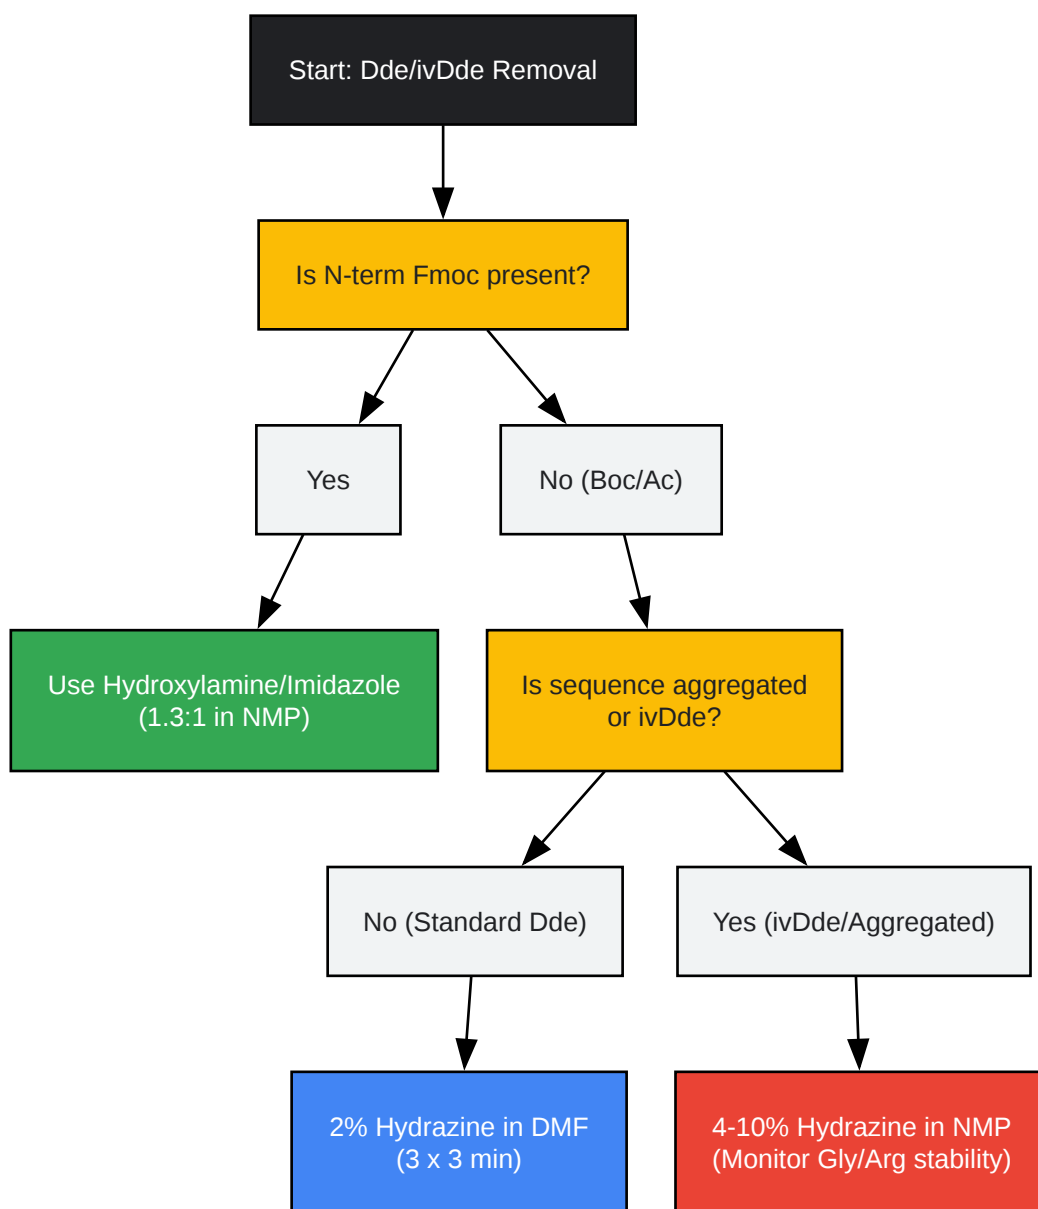 Start: Dde/ivDde Removal
Is N-term Fmoc present?
Yes
No (Boc/Ac)
Use Hydroxylamine/Imidazole
(1.3:1 in NMP)
Is sequence aggregated
or ivDde?
No (Standard Dde)
Yes (ivDde/Aggregated)
2% Hydrazine in DMF
(3 x 3 min)
4-10% Hydrazine in NMP
(Monitor Gly/Arg stability)